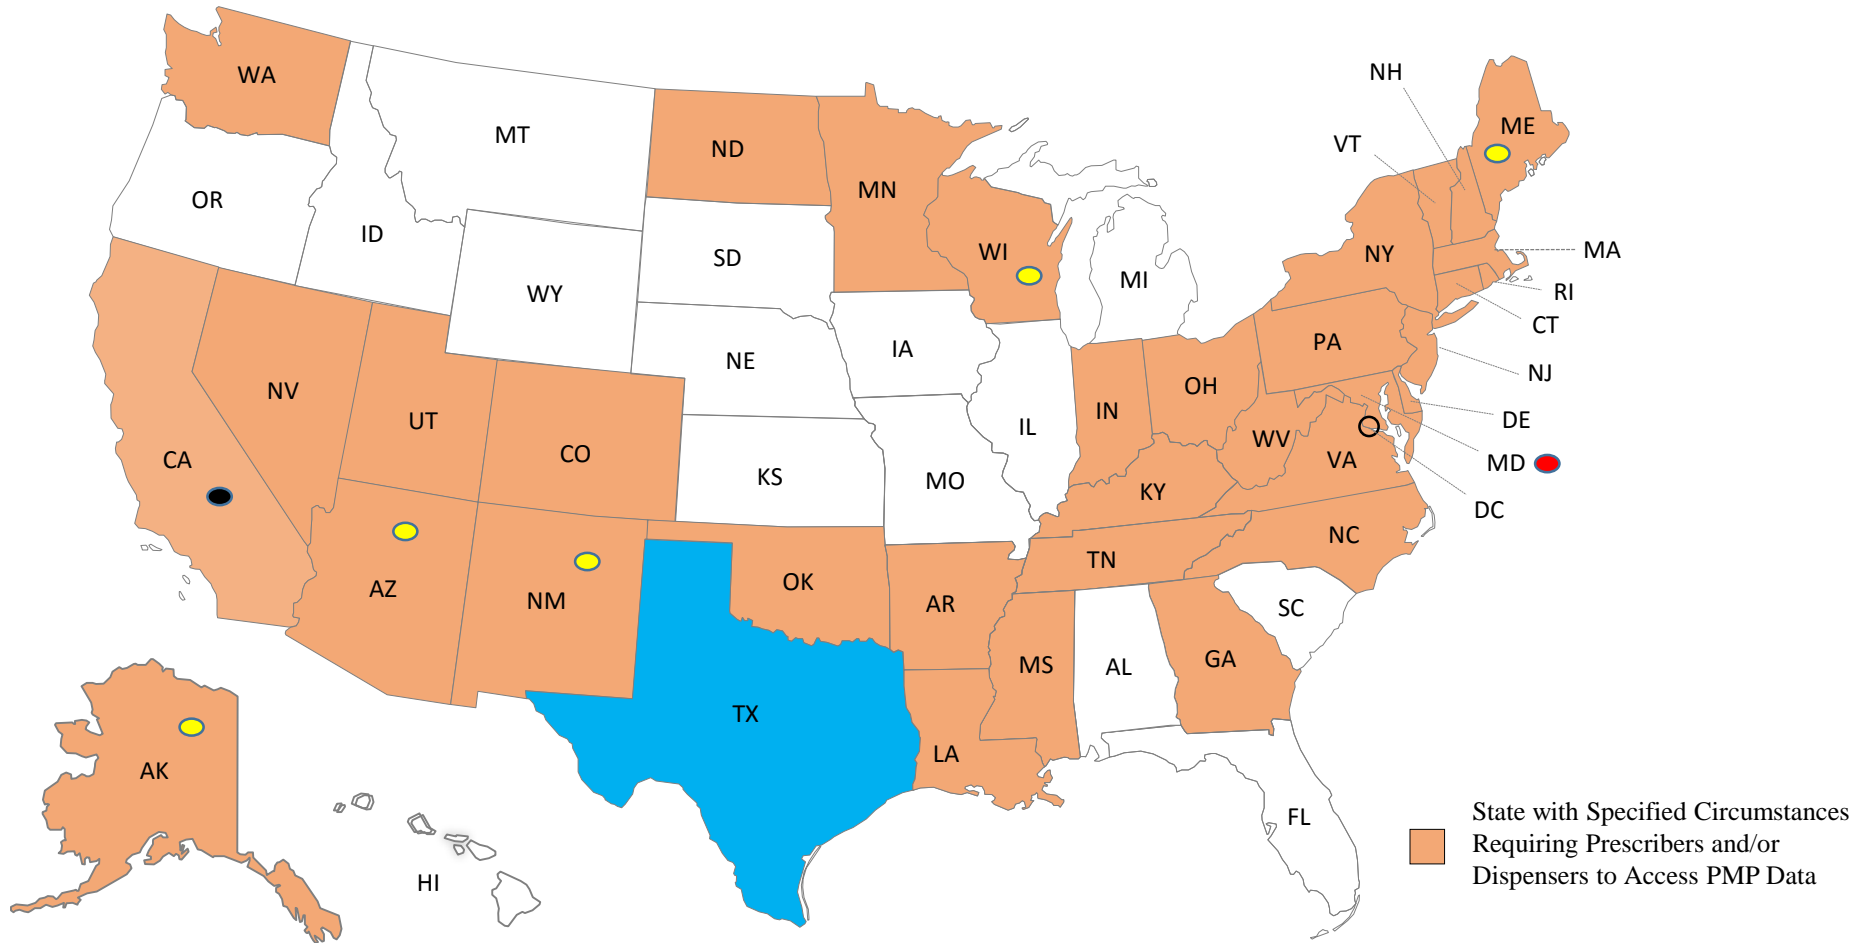 WA
MT
ND
MN
OR
ID
SD
WI
WY
MI
NH
VT
ME
NY
MA
RI
CT
NJ
DE
MD
DC
NE
IA
PA
NV
UT
CO
CA
KS
MO
IL
IN
OH
WV
VA
KY
NC
TN
AZ
NM
OK
AR
SC
MS
AL
GA
TX
LA
AK
HI
FL
State with Specified Circumstances
Requiring Prescribers and/or
Dispensers to Access PMP Data